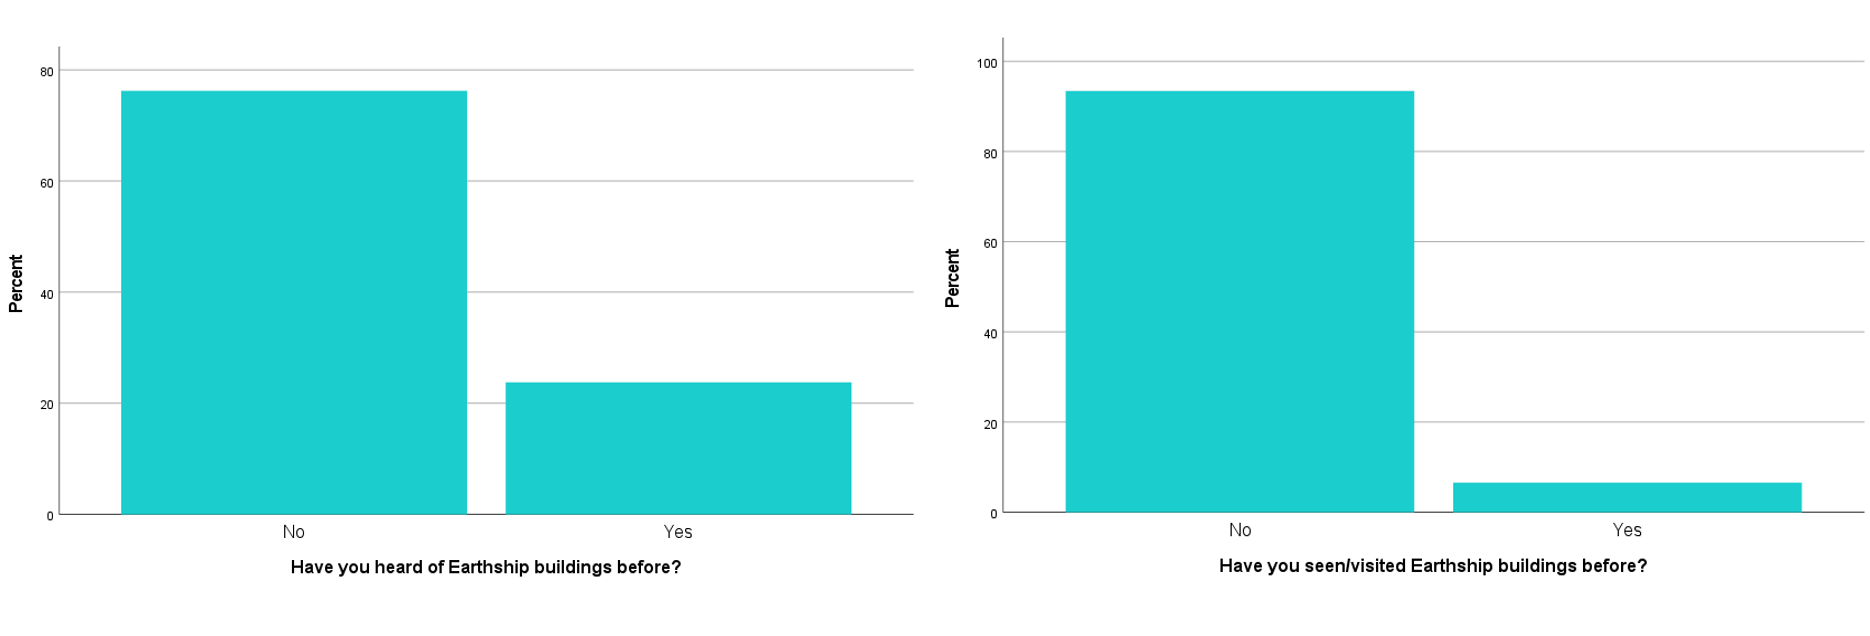 80
60
40
20
0
Percent
No
Yes
Have you heard of Earthship buildings before?
100
80
60
40
20
0
Percent
No
Yes
Have you seen/visited Earthship buildings before?